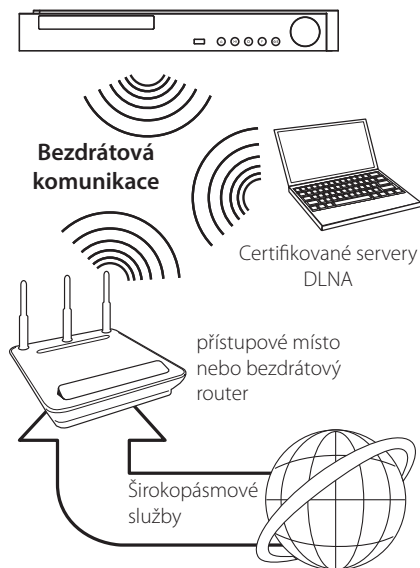 Bezdrátová
komunikace
Certifikované servery
DLNA
přístupové místo
nebo bezdrátový
router
Širokopásmové
služby